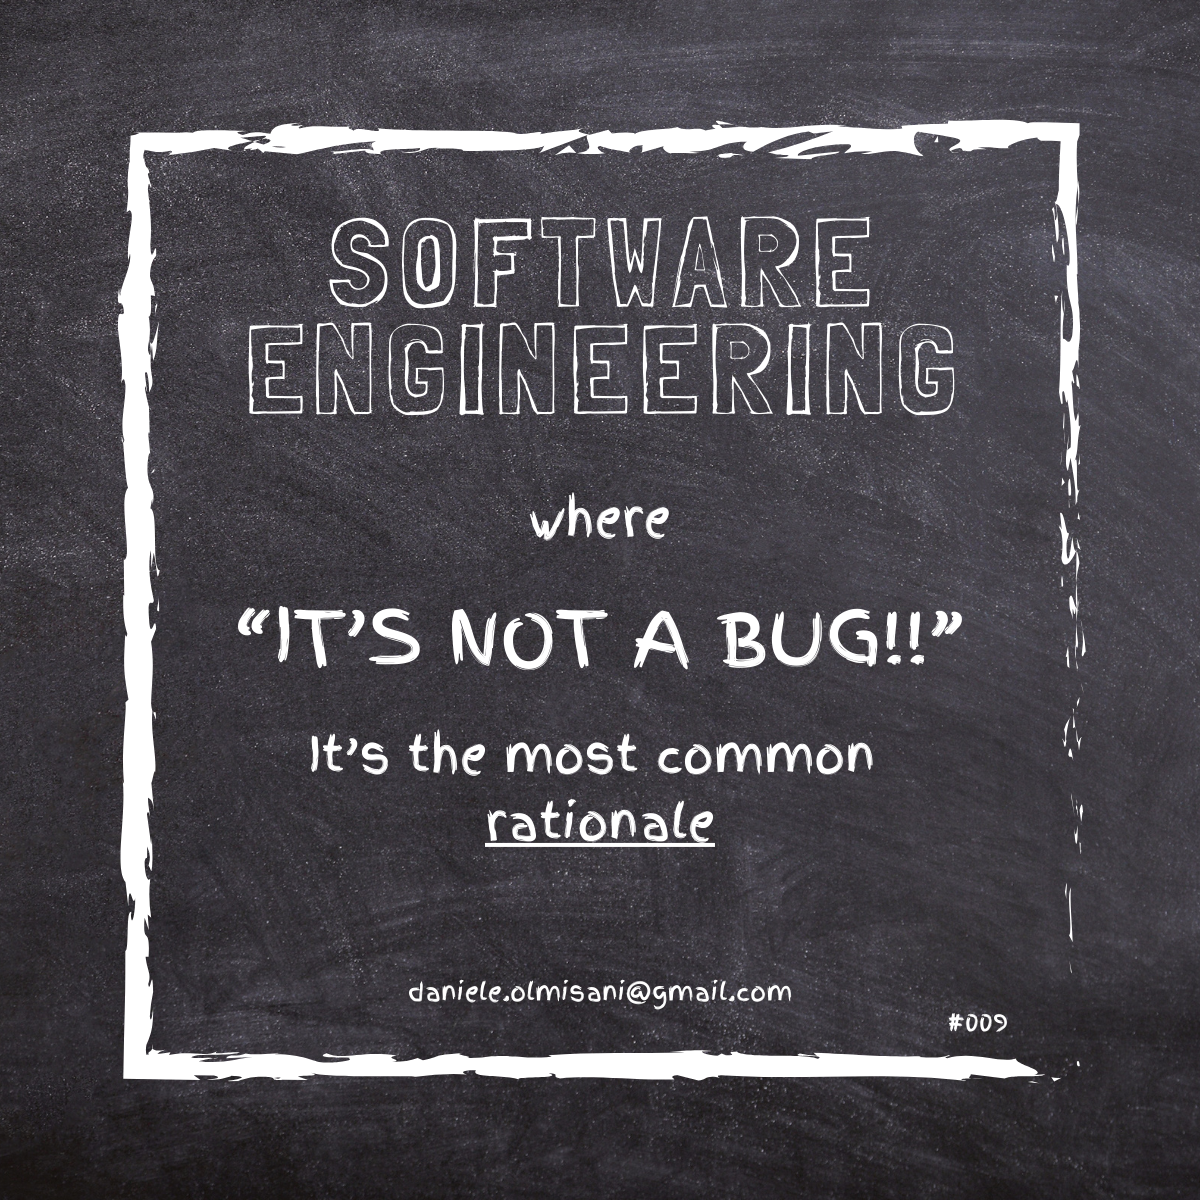 SOFTWARE
ENGINEERING
where
“IT’S NOT A BUG!!”
It’s the most common
rationale
daniele.olmisani@gmail.com
#009